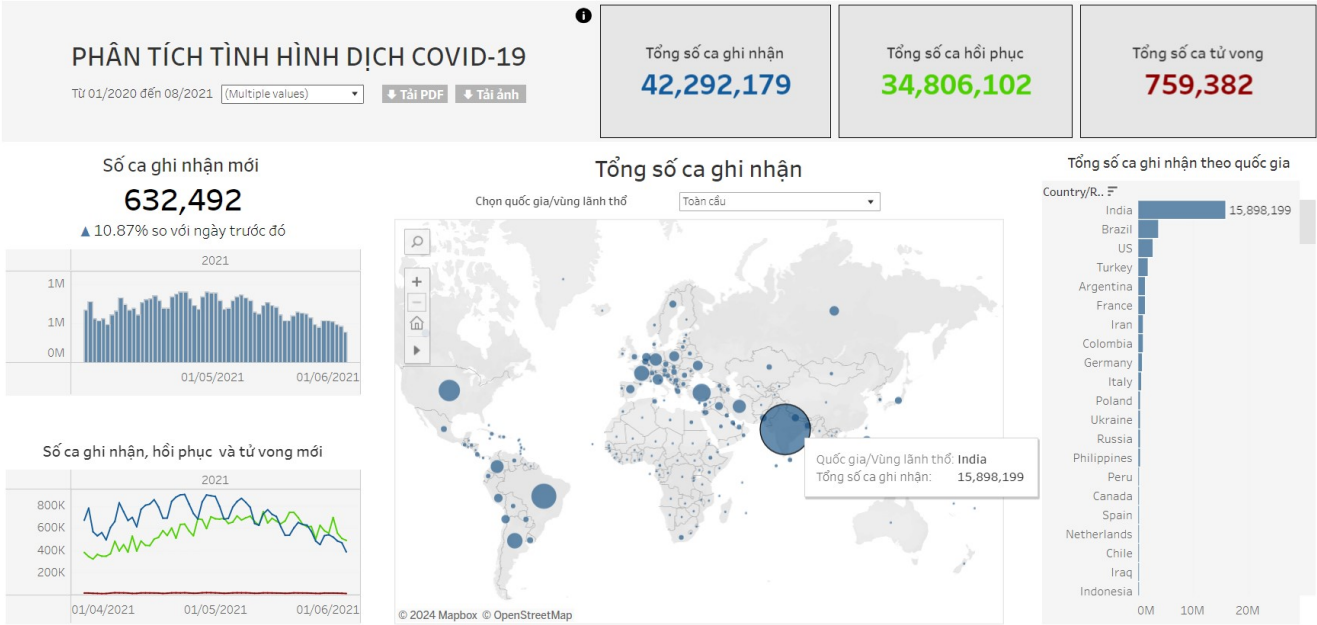 PHÂN TÍCH TÌNH HÌNH DỊCH COVID-19
Từ 01/2020 đến 08/2021 (Multiple values) Tải PDF Tải ảnh
i
Tổng số ca ghi nhận
42,292,179
Tổng số ca hồi phục
34,806,102
Tổng số ca tử vong
759,382
Số ca ghi nhận mới
632,492
▲ 10.87% so với ngày trước đó
2021
1M
1M
0M
01/05/2021 01/06/2021
Số ca ghi nhận, hồi phục và tử vong mới
2021
800K
600K
400K
200K
01/04/2021 01/05/2021 01/06/2021
Tổng số ca ghi nhận
Chọn quốc gia/vùng lãnh thổ Toàn cầu
Quốc gia/Vùng lãnh thổ: India
Tổng số ca ghi nhận: 15,898,199
© 2024 Mapbox © OpenStreetMap
Tổng số ca ghi nhận theo quốc gia
Country/R..
India 15,898,199
Brazil
US
Turkey
Argentina
France
Iran
Colombia
Germany
Italy
Poland
Ukraine
Russia
Philippines
Peru
Canada
Spain
Netherlands
Chile
Iraq
Indonesia
0M 10M 20M